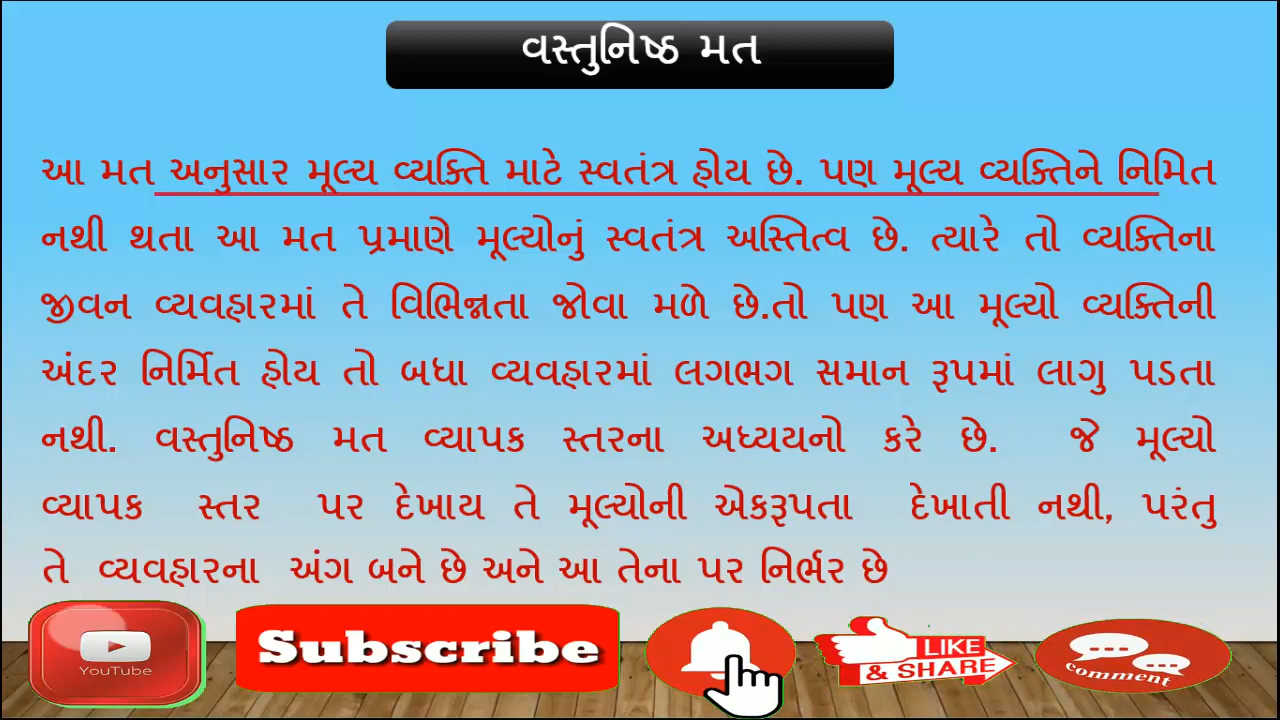 વસ્તુનિષ્ઠ મત
આ મત અનુસાર મૂલ્ય વ્યક્તિ માટે સ્વતંત્ર હોય છે. પણ મૂલ્ય વ્યક્તિને નિમિત
નથી થતા આ મત પ્રમાણે મૂલ્યોનું સ્વતંત્ર અસ્તિત્વ છે. ત્યારે તો વ્યક્તિના
જીવન વ્યવહારમાં તે વિભિન્નતા જોવા મળે છે.તો પણ આ મૂલ્યો વ્યક્તિની
અંદર નિર્મિત હોય તો બધા વ્યવહારમાં લગભગ સમાન રૂપમાં લાગુ પડતા
નથી. વસ્તુનિષ્ઠ મત વ્યાપક સ્તરના અધ્યયનો કરે છે. જે મૂલ્યો
વ્યાપક સ્તર પર દેખાય તે મૂલ્યોની એકરૂપતા દેખાતી નથી, પરંતુ
તે વ્યવહારના અંગ બને છે અને આ તેના પર નિર્ભર છે
YouTube
Subscribe
LIKE
& SHARE
comment